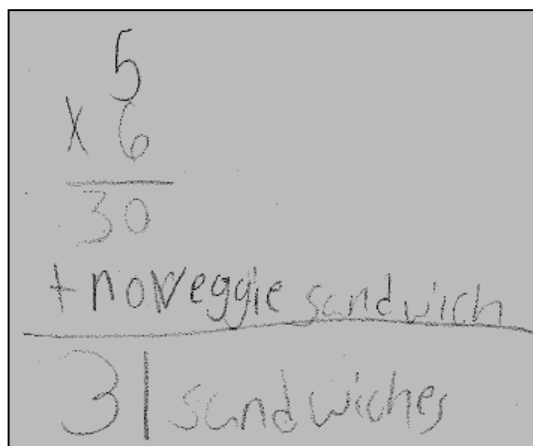 5
x 6
30
+ no veggie sandwich
31 sandwiches